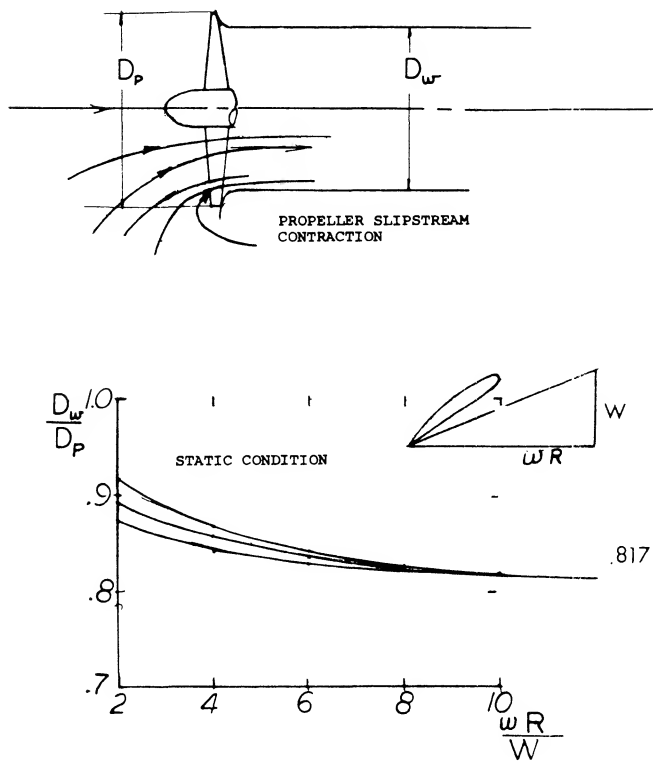 D_p
D_w
PROPELLER SLIPSTREAM
CONTRACTION
D_w
D_p
1.0
.9
.8
.7
STATIC CONDITION
W
ωR
.817
2
4
6
8
10
ωR
W